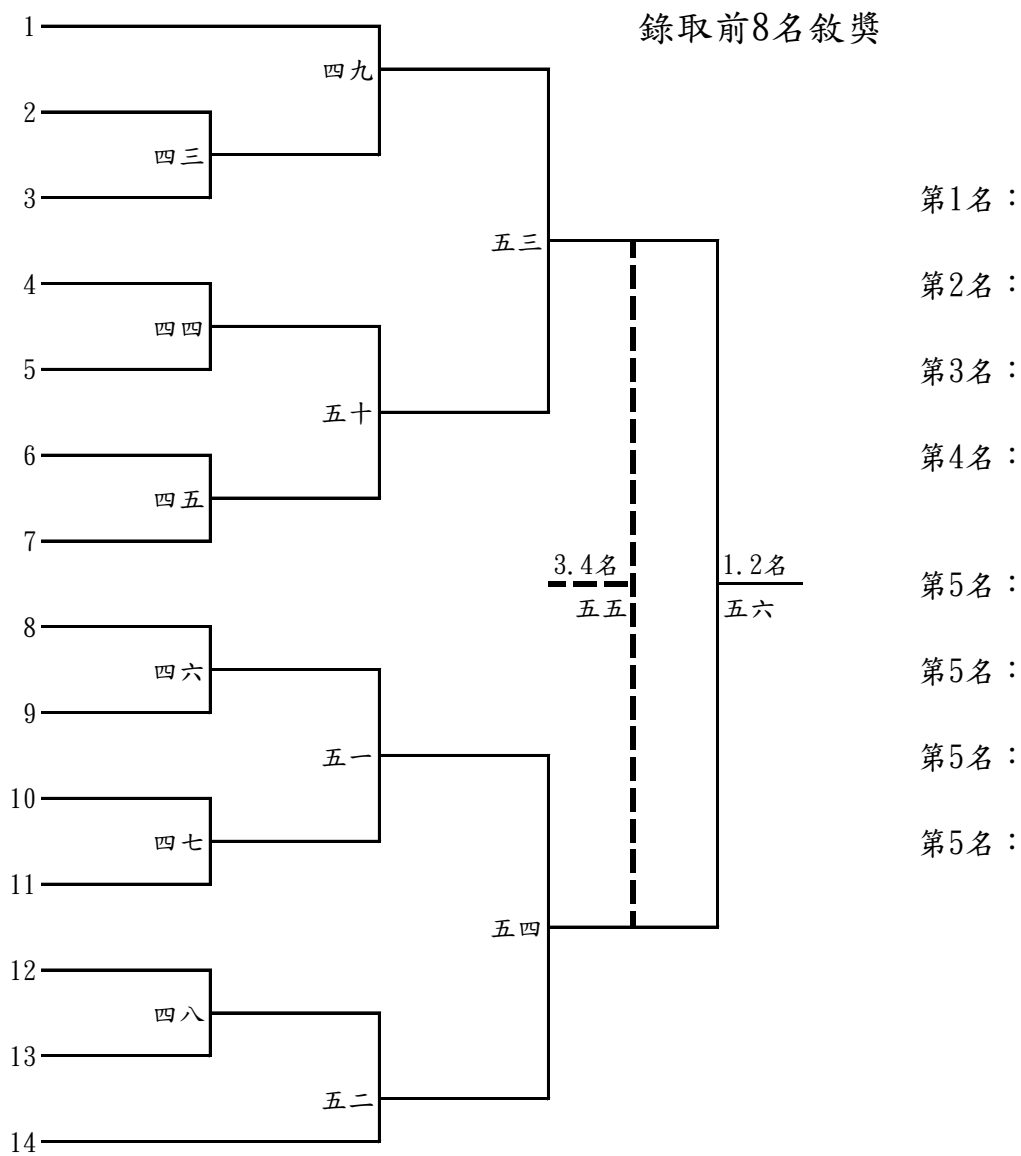 錄取前8名敘獎
1
四九
2
四三
3
第1名：
五三
4
第2名：
四四
5
第3名：
五十
6
第4名：
四五
7
3.4名
1.2名
第5名：
五五
五六
8
四六
第5名：
9
五一
第5名：
10
四七
第5名：
11
五四
12
四八
13
五二
14